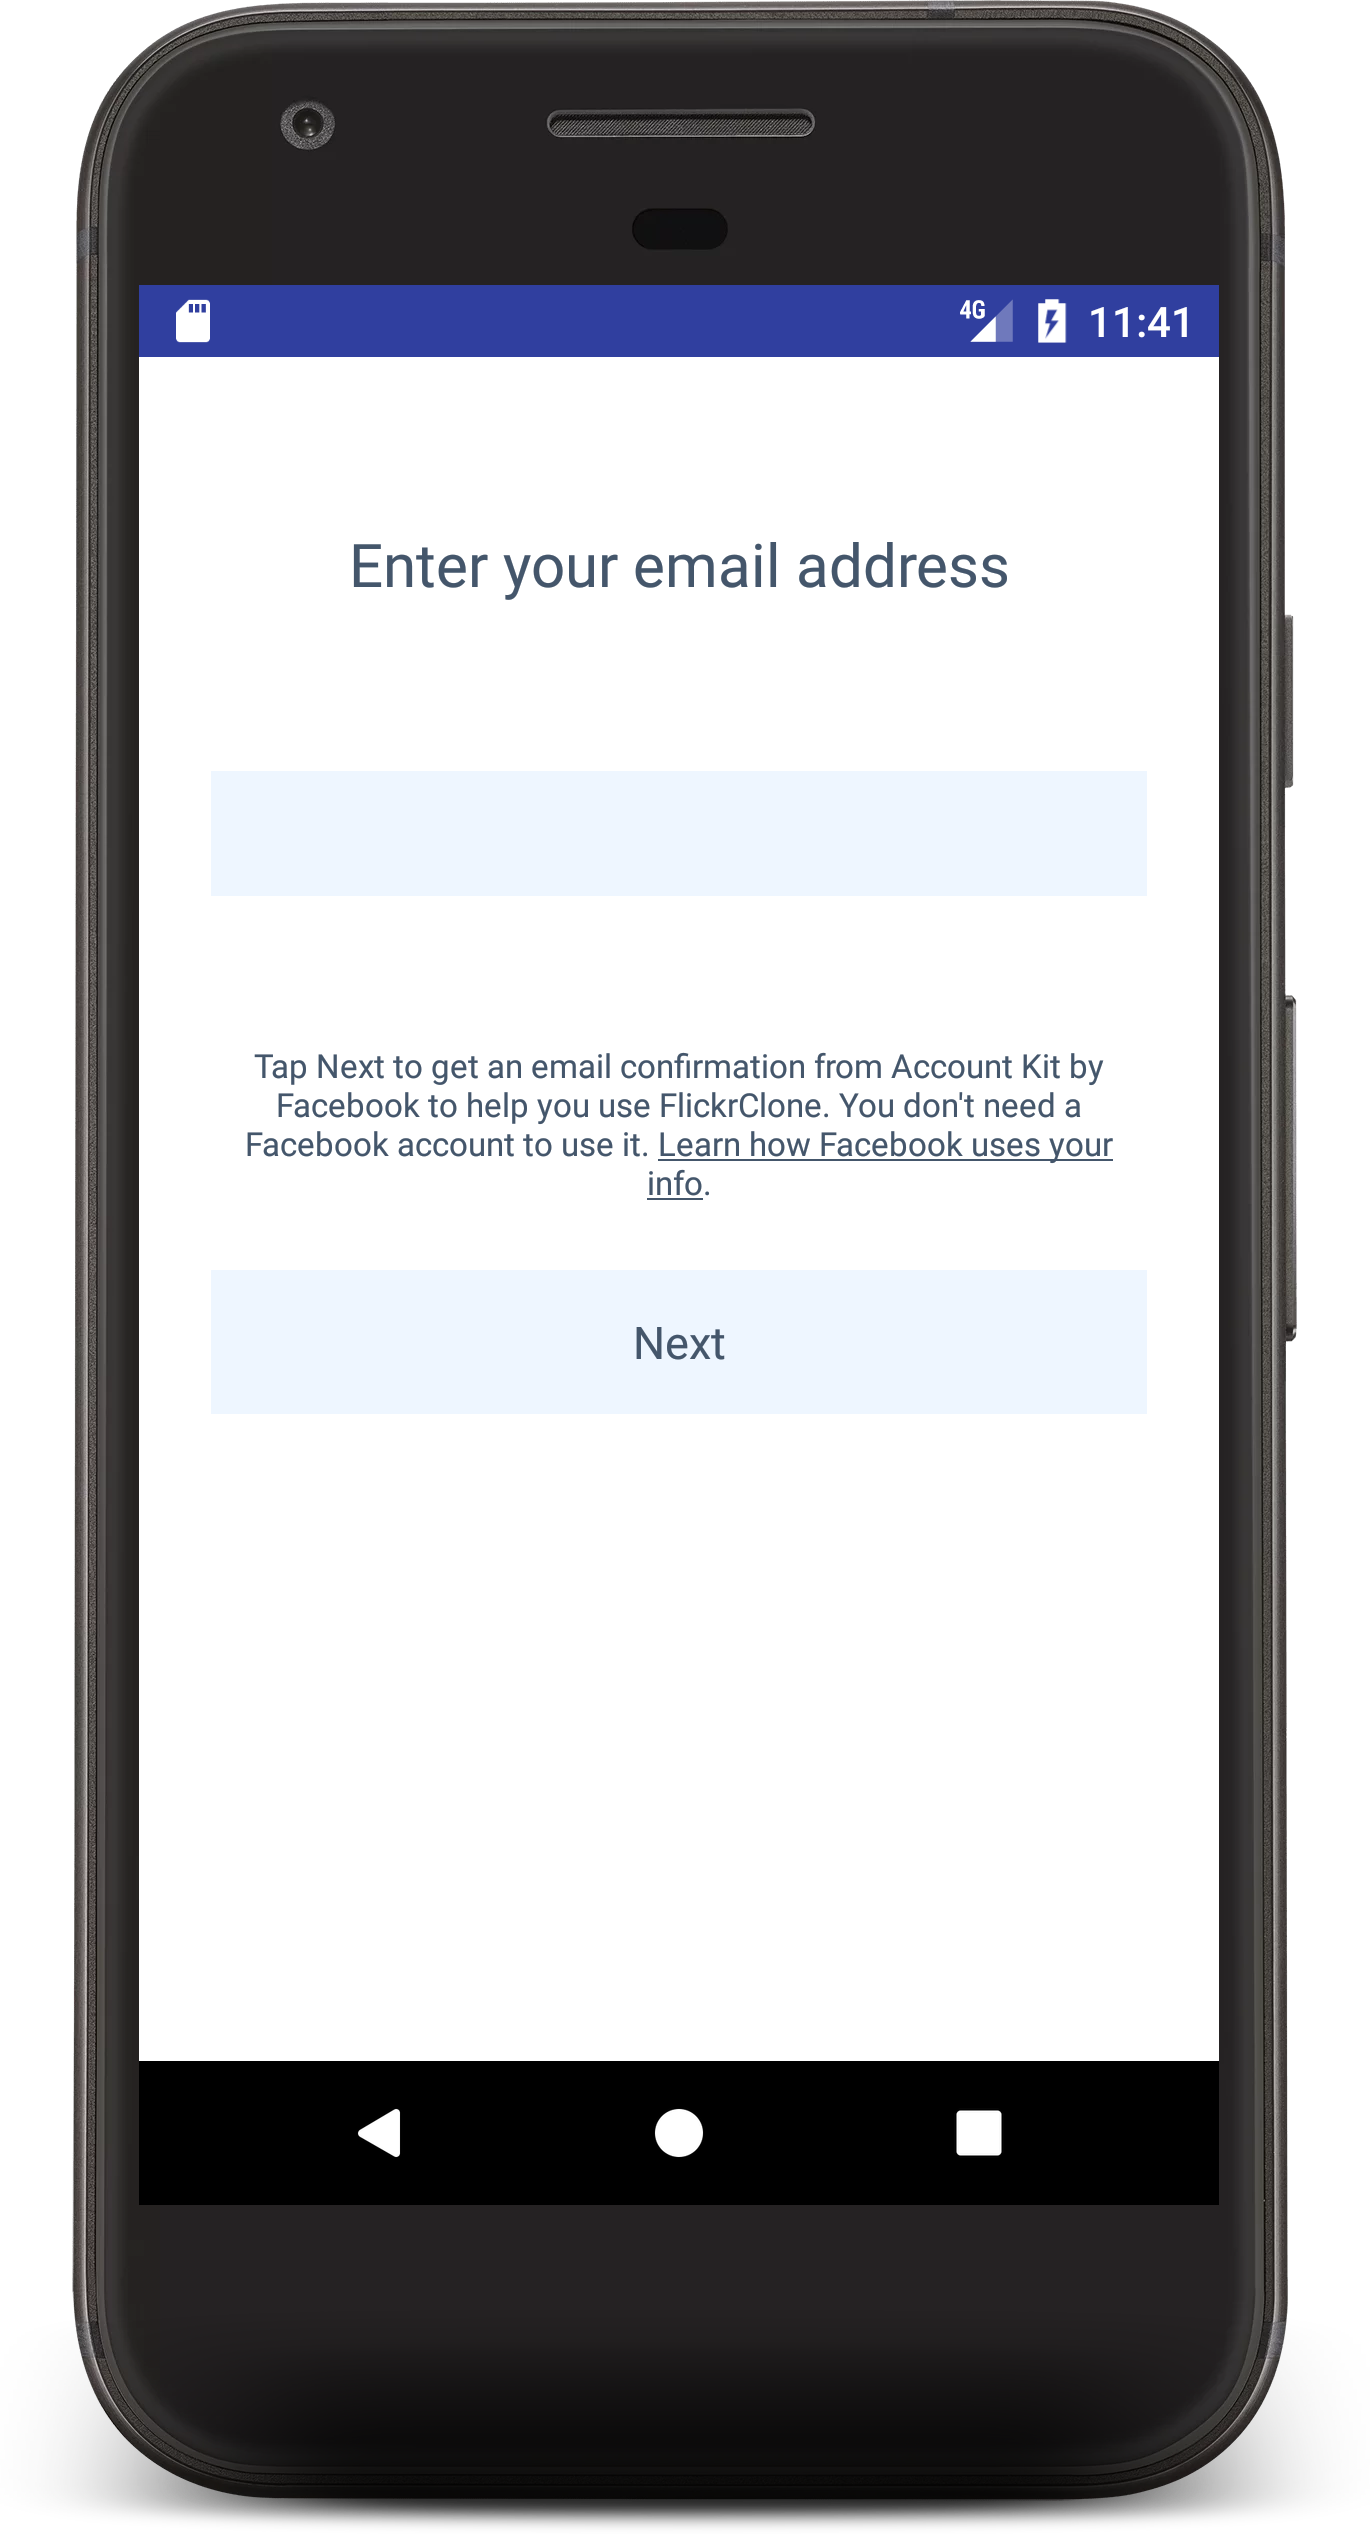 4G 11:41
Enter your email address
Tap Next to get an email confirmation from Account Kit by
Facebook to help you use FlickrClone. You don't need a
Facebook account to use it. Learn how Facebook uses your
info.
Next